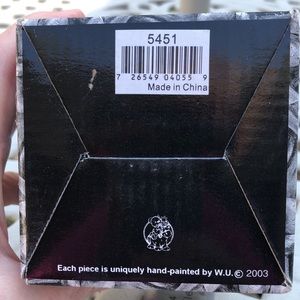 5451
7 26549 04055 9
Made in China
Each piece is uniquely hand-painted by W.U.© 2003